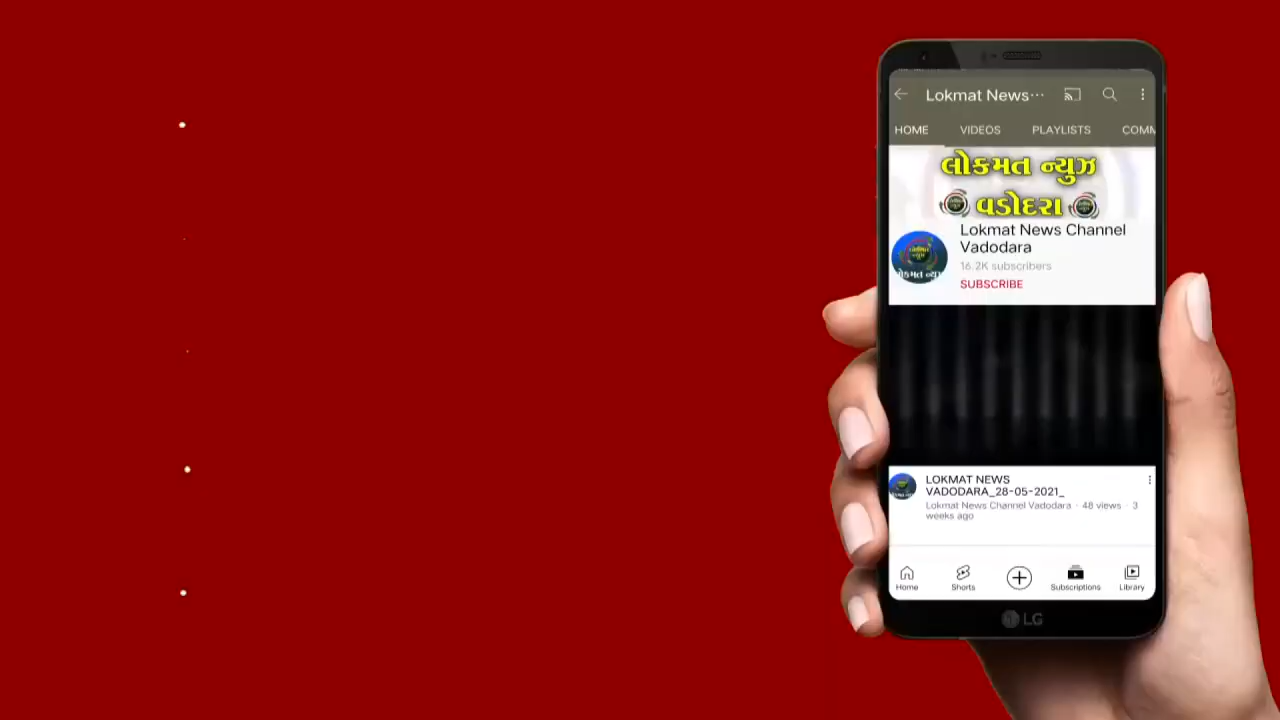 Lokmat News...
HOME VIDEOS PLAYLISTS COMM
લોકમત ન્યુઝ
વડોદરા
Lokmat News Channel
Vadodara
16.2K subscribers
SUBSCRIBE
લોકમત ન્યુઝ
LOKMAT NEWS
VADODARA_28-05-2021_
Lokmat News Channel Vadodara · 48 views · 3
weeks ago
Home Shorts Subscriptions Library
LG